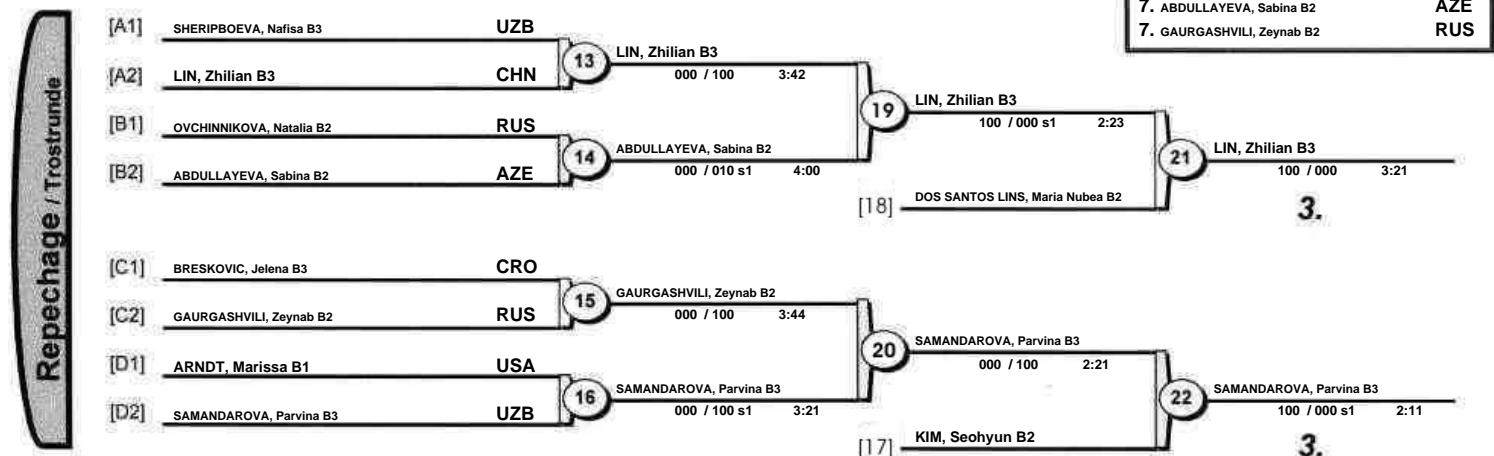 7. ABDULLAYEVA, Sabina B2 AZE
7. GAURGASHVILI, Zeynab B2 RUS
Repechage / Trostrunde
[A1] SHERIPBOEVA, Nafisa B3 UZB
13 LIN, Zhilian B3
000 / 100 3:42
[A2] LIN, Zhilian B3 CHN
19 LIN, Zhilian B3
100 / 000 s1 2:23
[B1] OVCHINNIKOVA, Natalia B2 RUS
14 ABDULLAYEVA, Sabina B2
000 / 010 s1 4:00
21 LIN, Zhilian B3
100 / 000 3:21
[B2] ABDULLAYEVA, Sabina B2 AZE
[18] DOS SANTOS LINS, Maria Nubea B2
3.
[C1] BRESKOVIC, Jelena B3 CRO
15 GAURGASHVILI, Zeynab B2
000 / 100 3:44
[C2] GAURGASHVILI, Zeynab B2 RUS
20 SAMANDAROVA, Parvina B3
000 / 100 2:21
[D1] ARNDT, Marissa B1 USA
16 SAMANDAROVA, Parvina B3
000 / 100 s1 3:21
22 SAMANDAROVA, Parvina B3
100 / 000 s1 2:11
[D2] SAMANDAROVA, Parvina B3 UZB
[17] KIM, Seohyun B2
3.